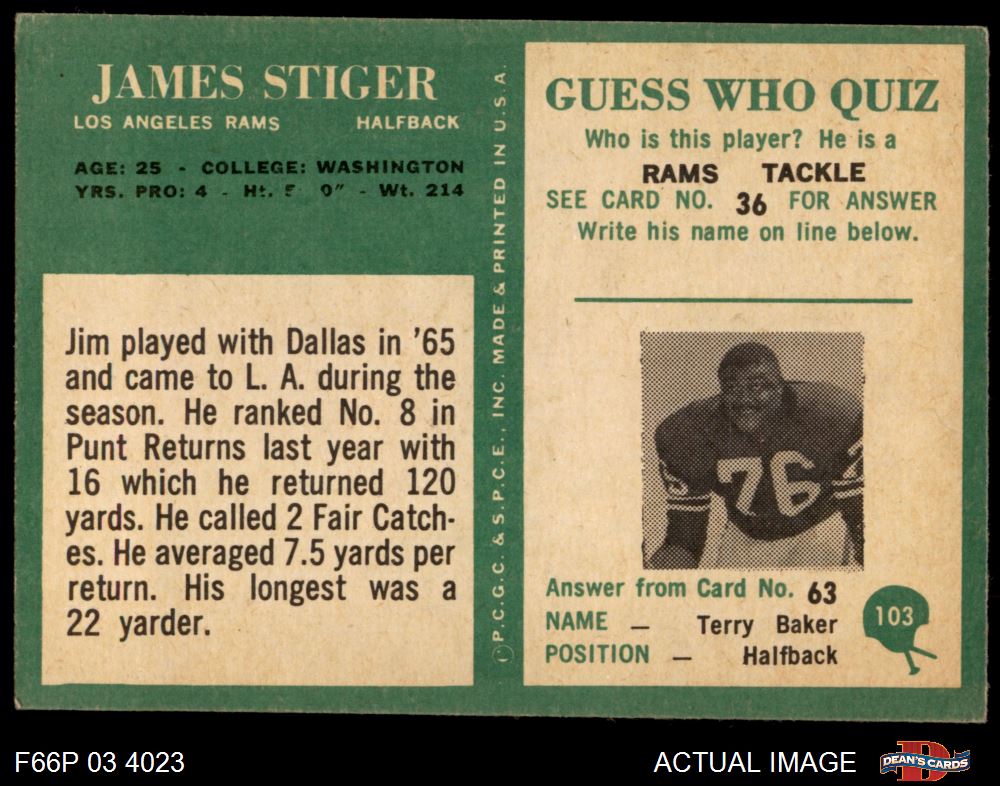 JAMES STIGER
LOS ANGELES RAMS HALFBACK
AGE: 25 - COLLEGE: WASHINGTON
YRS. PRO: 4 - Ht. 5 0" - Wt. 214
Jim played with Dallas in '65
and came to L. A. during the
season. He ranked No. 8 in
Punt Returns last year with
16 which he returned 120
yards. He called 2 Fair Catch-
es. He averaged 7.5 yards per
return. His longest was a
22 yarder.
©P.C.G.C. & S.P.C.E., INC. MADE & PRINTED IN U.S.A.
GUESS WHO QUIZ
Who is this player? He is a
RAMS TACKLE
SEE CARD NO. 36 FOR ANSWER
Write his name on line below.
76
Answer from Card No. 63
NAME — Terry Baker
POSITION — Halfback
103
F66P 03 4023
ACTUAL IMAGE
D
DEAN'S CARDS